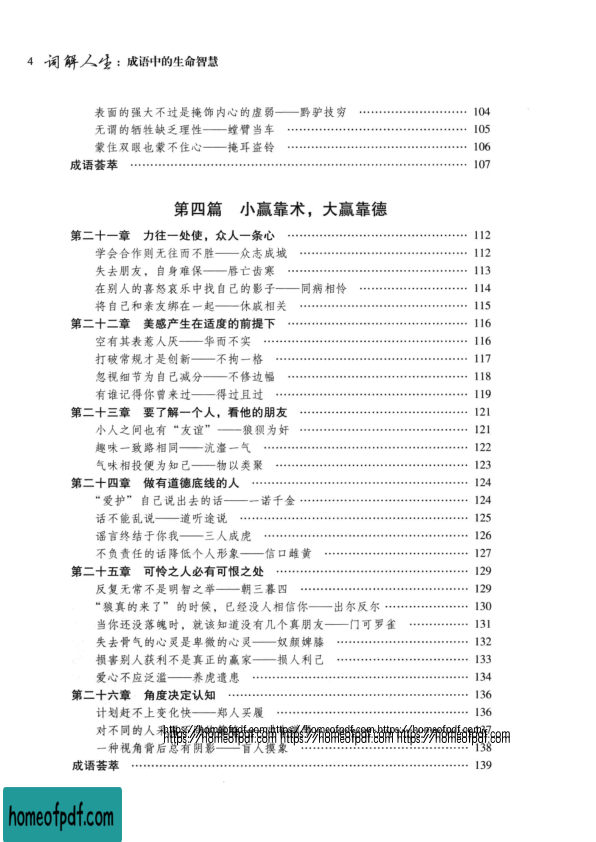 4 词解人生：成语中的生命智慧
表面的强大不过是掩饰内心的虚弱——黔驴技穷 ………………………… 104
无谓的牺牲缺乏理性——螳臂当车 ………………………… 105
蒙住双眼也蒙不住心——掩耳盗铃 ………………………… 106
成语荟萃 ………………………… 107
第四篇 小赢靠术，大赢靠德
第二十一章 力往一处使，众人一条心 ………………………… 112
学会合作则无往而不胜——众志成城 ………………………… 112
失去朋友，自身难保——唇亡齿寒 ………………………… 113
在别人的喜怒哀乐中找自己的影子——同病相怜 ………………………… 114
将自己和亲友绑在一起——休戚相关 ………………………… 115
第二十二章 美感产生在适度的前提下 ………………………… 116
空有其表惹人厌——华而不实 ………………………… 116
打破常规才是创新——不拘一格 ………………………… 117
忽视细节为自己减分——不修边幅 ………………………… 118
有谁记得你曾来过——得过且过 ………………………… 119
第二十三章 要了解一个人，看他的朋友 ………………………… 121
小人之间也有“友谊”——狼狈为奸 ………………………… 121
趣味一致路相同——沆瀣一气 ………………………… 122
气味相投便为知己——物以类聚 ………………………… 123
第二十四章 做有道德底线的人 ………………………… 124
“爱护”自己说出去的话——一诺千金 ………………………… 124
话不能乱说——道听途说 ………………………… 125
谣言终结于你我——三人成虎 ………………………… 126
不负责任的话降低个人形象——信口雌黄 ………………………… 127
第二十五章 可怜之人必有可恨之处 ………………………… 129
反复无常不是明智之举——朝三暮四 ………………………… 129
“狼真的来了”的时候，已经没人相信你——出尔反尔 ………………………… 130
当你还没落魄时，就该知道没有几个真朋友——门可罗雀 ………………………… 131
失去骨气的心灵是卑微的心灵——奴颜婢膝 ………………………… 132
损害别人获利不是真正的赢家——损人利己 ………………………… 133
爱心不应泛滥——养虎遗患 ………………………… 134
第二十六章 角度决定认知 ………………………… 136
计划赶不上变化快——郑人买履 ………………………… 136
对不同的人
https://homeofpdf.com https://homeofpdf.com https://homeofpdf.com
https://homeofpdf.com https://homeofpdf.com https://homeofpdf.com
一种视角背后总有阴影——盲人摸象 ………………………… 138
成语荟萃 ………………………… 139
homeofpdf.com